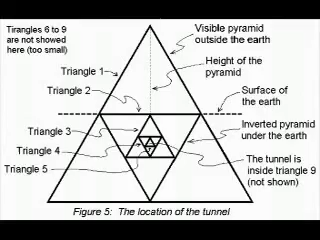 Tirangles 6 to 9
are not showed
here (too small)
Visible pyramid
outside the earth
Height of the
pyramid
Triangle 1
Triangle 2
Surface of
the earth
Triangle 3
Triangle 4
Triangle 5
Inverted pyramid
under the earth
The tunnel is
inside triangle 9
(not shown)
Figure 5: The location of the tunnel